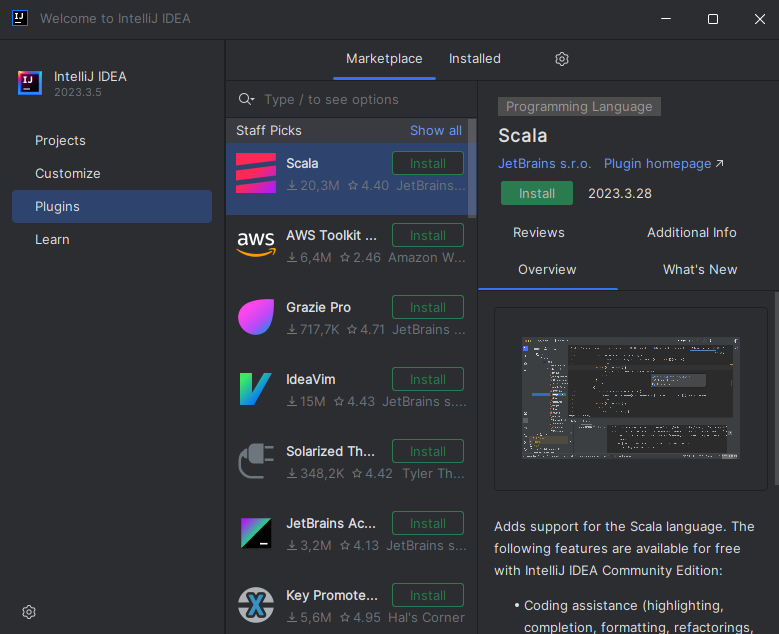 Welcome to IntelliJ IDEA
IntelliJ IDEA
2023.3.5
Projects
Customize
Plugins
Learn
Marketplace Installed
Type / to see options
Staff Picks Show all
Scala Install
20,3M 4.40 JetBrains...
AWS Toolkit ... Install
6,4M 2.46 Amazon W...
Grazie Pro Install
717,7K 4.71 JetBrains ...
IdeaVim Install
15M 4.43 JetBrains s....
Solarized Th... Install
348,2K 4.42 Tyler Th...
JetBrains Ac... Install
3,2M 4.13 JetBrains s...
Key Promote... Install
5,6M 4.95 Hal's Corner
Programming Language
Scala
JetBrains s.r.o. Plugin homepage ↗
Install 2023.3.28
Reviews Additional Info
Overview What's New
Adds support for the Scala language. The
following features are available for free
with IntelliJ IDEA Community Edition:
• Coding assistance (highlighting,
completion, formatting, refactorings,